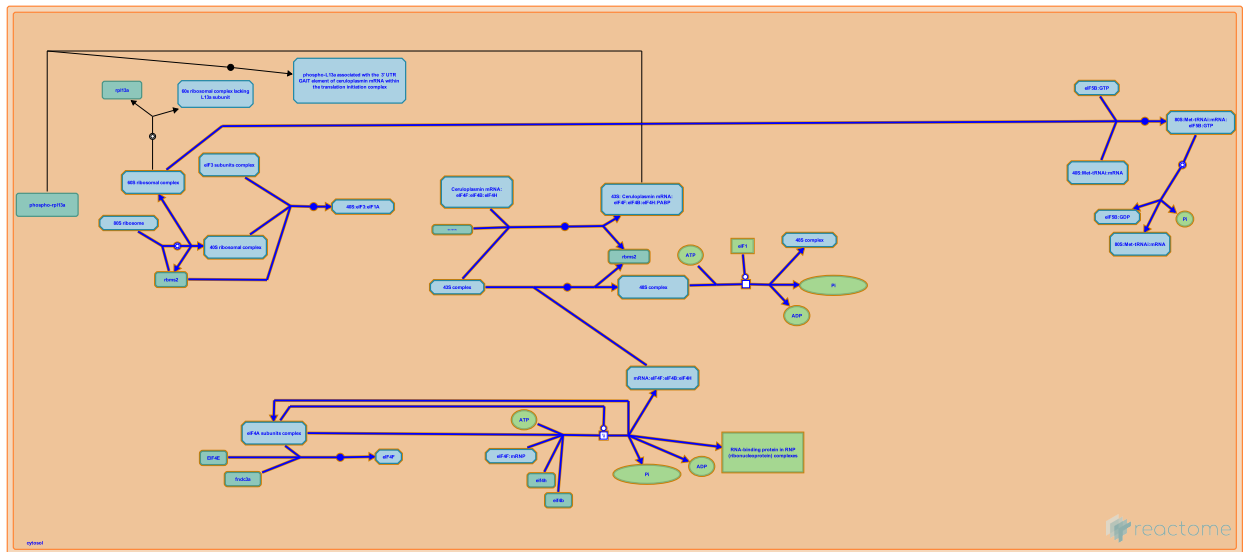 phospho-L13a associated with the 3' UTR
GAIT element of ceruloplasmin mRNA within
the translation initiation complex
rpl13a
60s ribosomal complex lacking
L13a subunit
eIF5B:GTP
80S:Met-tRNAi:mRNA:
eIF5B:GTP
eIF3 subunits complex
60S ribosomal complex
48S:Met-tRNAi:mRNA
Ceruloplasmin mRNA:
eIF4F:eIF4B:eIF4H
43S: Ceruloplasmin mRNA:
eIF4F:eIF4B:eIF4H:PABP
phospho-rpl13a
40S:eIF3:eIF1A
80S ribosome
eIF5B:GDP
Pi
40S ribosomal complex
80S:Met-tRNAi:mRNA
48S complex
eIF1
ATP
rbms2
rbms2
43S complex
48S complex
Pi
ADP
mRNA:eIF4F:eIF4B:eIF4H
ATP
eIF4A subunits complex
RNA-binding protein in RNP
(ribonucleoprotein) complexes
EIF4E
eIF4F
eIF4F:mRNP
ADP
fndc3a
eif4h
Pi
eif4b
cytosol
reactome